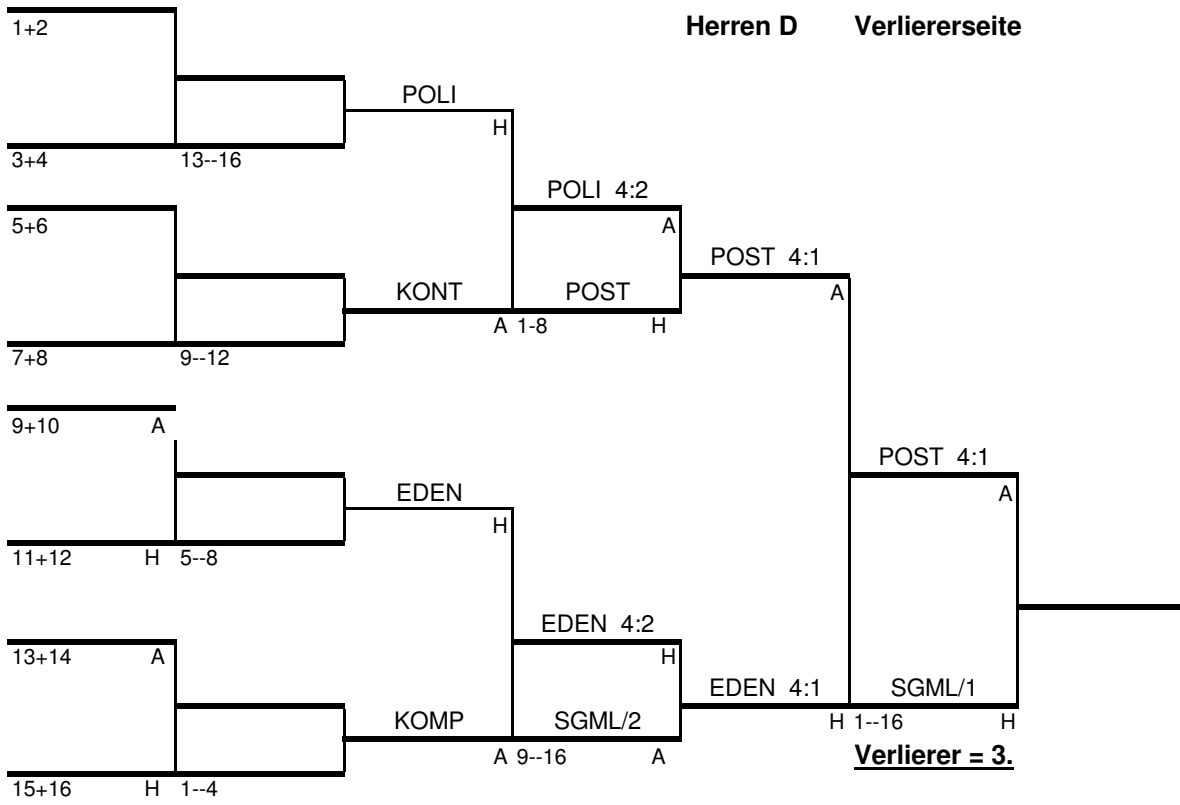 1+2
Herren D Verliererseite
POLI
H
3+4 13--16
POLI 4:2
5+6
A
POST 4:1
KONT POST
A
A 1-8 H
7+8 9--12
9+10 A
POST 4:1
EDEN
A
H
11+12 H 5--8
EDEN 4:2
13+14 A
H
EDEN 4:1 SGML/1
KOMP SGML/2
H 1--16 H
A 9--16 A
Verlierer = 3.
15+16 H 1--4